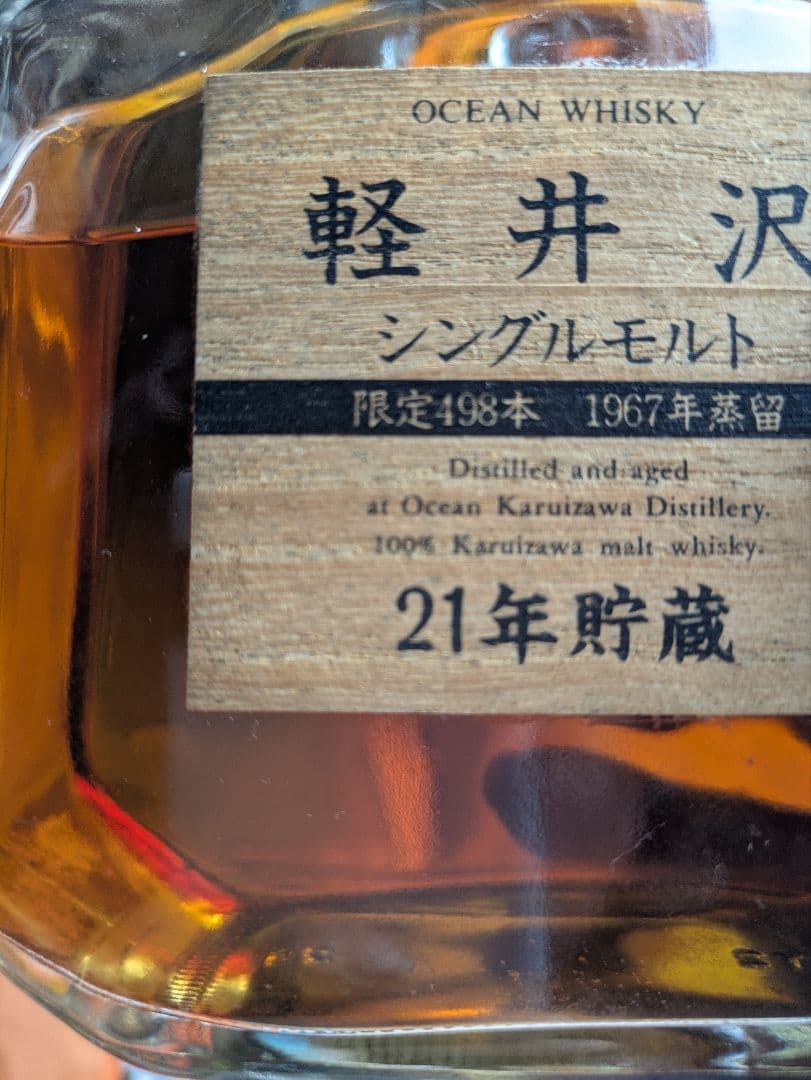 OCEAN WHISKY
軽井沢
シングルモルト
限定498本 1967年蒸留
Distilled and aged
at Ocean Karuizawa Distillery.
100% Karuizawa malt whisky.
21年貯蔵